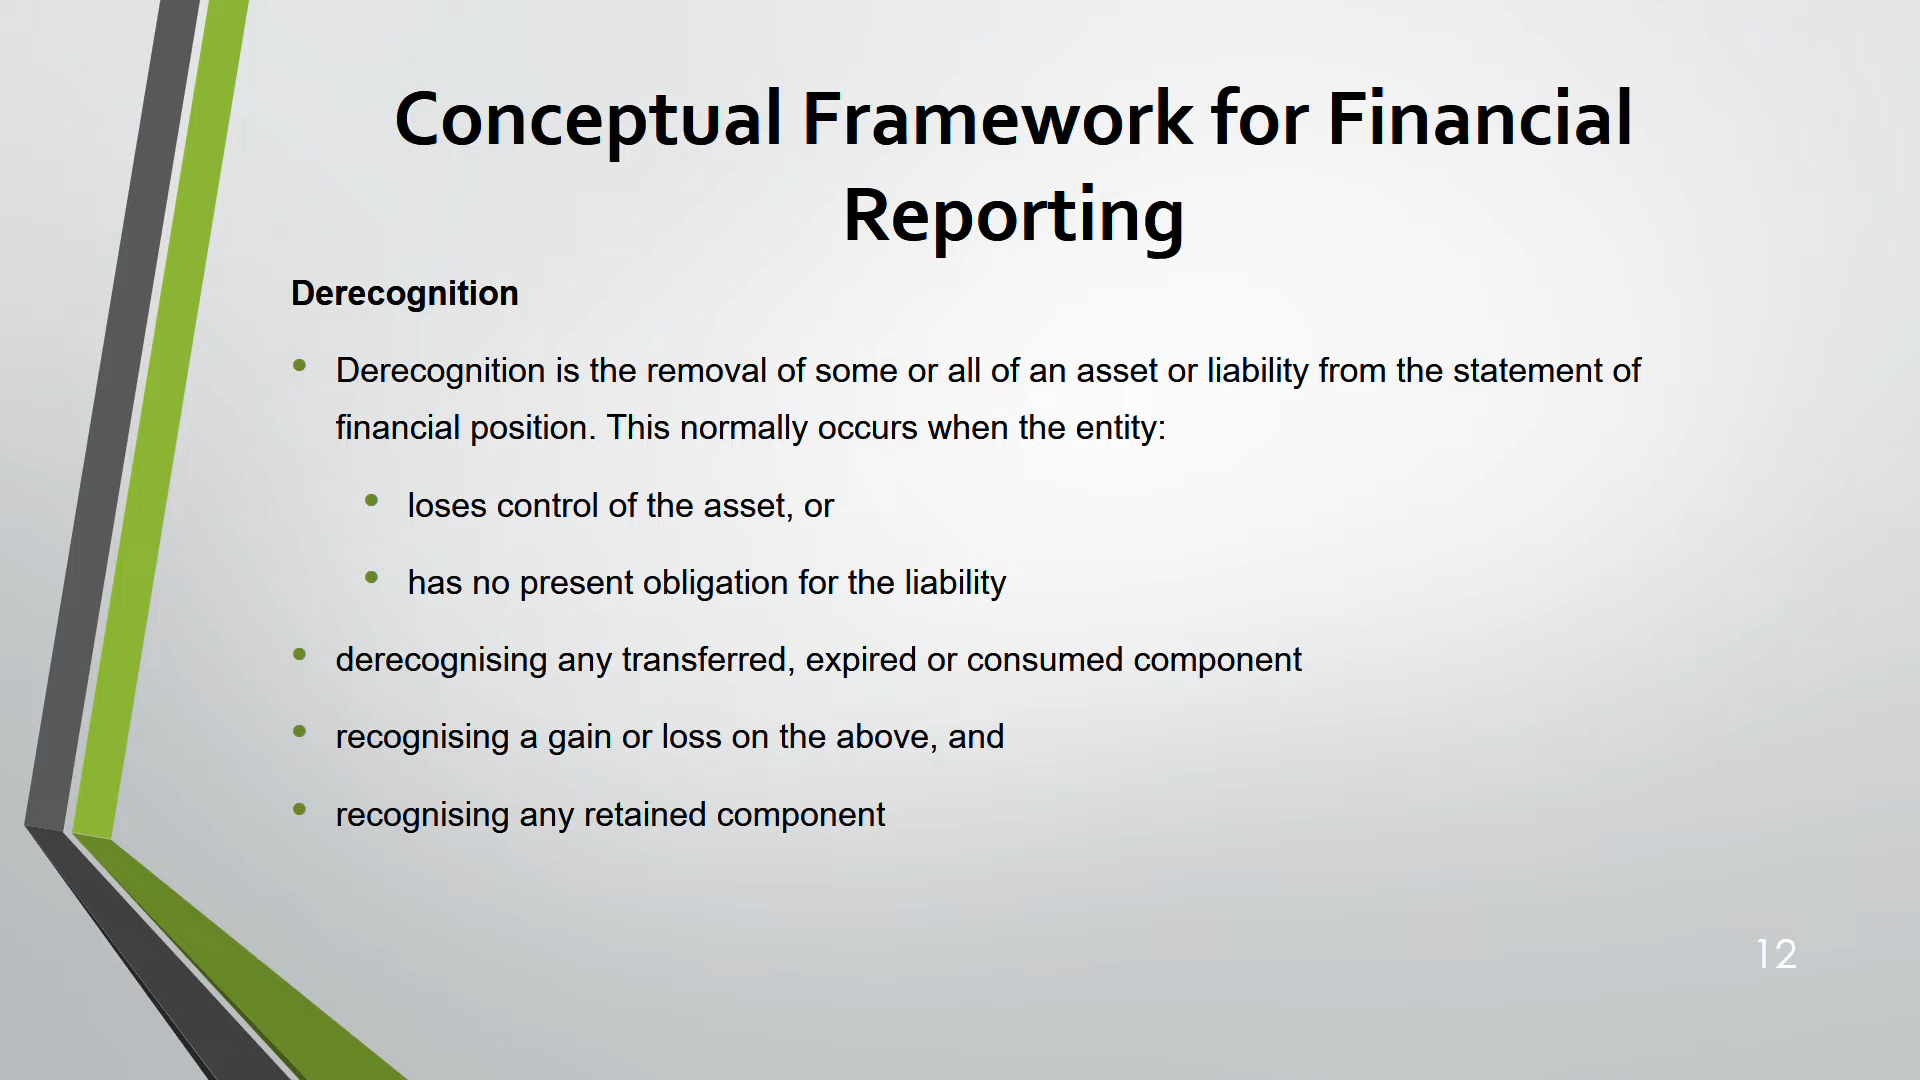 Conceptual Framework for Financial
Reporting
Derecognition
• Derecognition is the removal of some or all of an asset or liability from the statement of
financial position. This normally occurs when the entity:
• loses control of the asset, or
• has no present obligation for the liability
• derecognising any transferred, expired or consumed component
• recognising a gain or loss on the above, and
• recognising any retained component
12